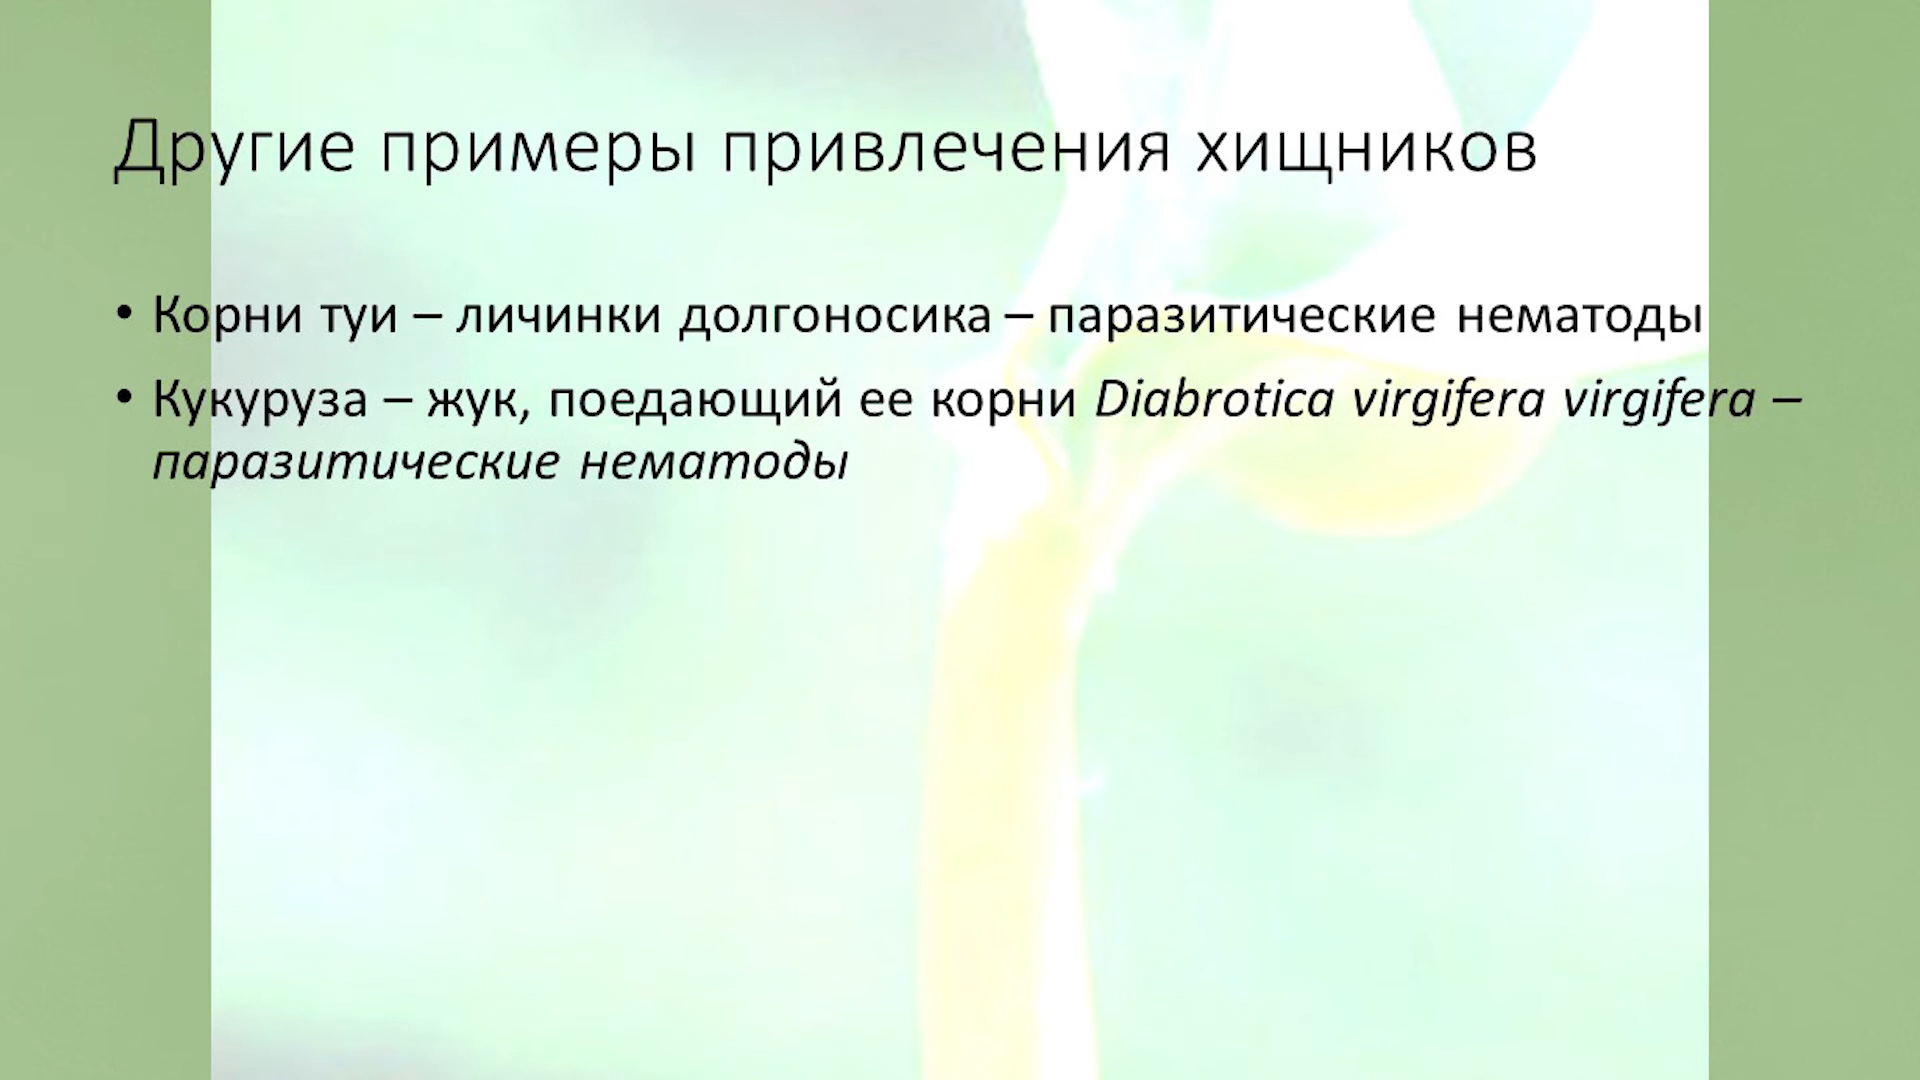 Другие примеры привлечения хищников
• Корни туи – личинки долгоносика – паразитические нематоды
• Кукуруза – жук, поедающий ее корни Diabrotica virgifera virgifera –
паразитические нематоды